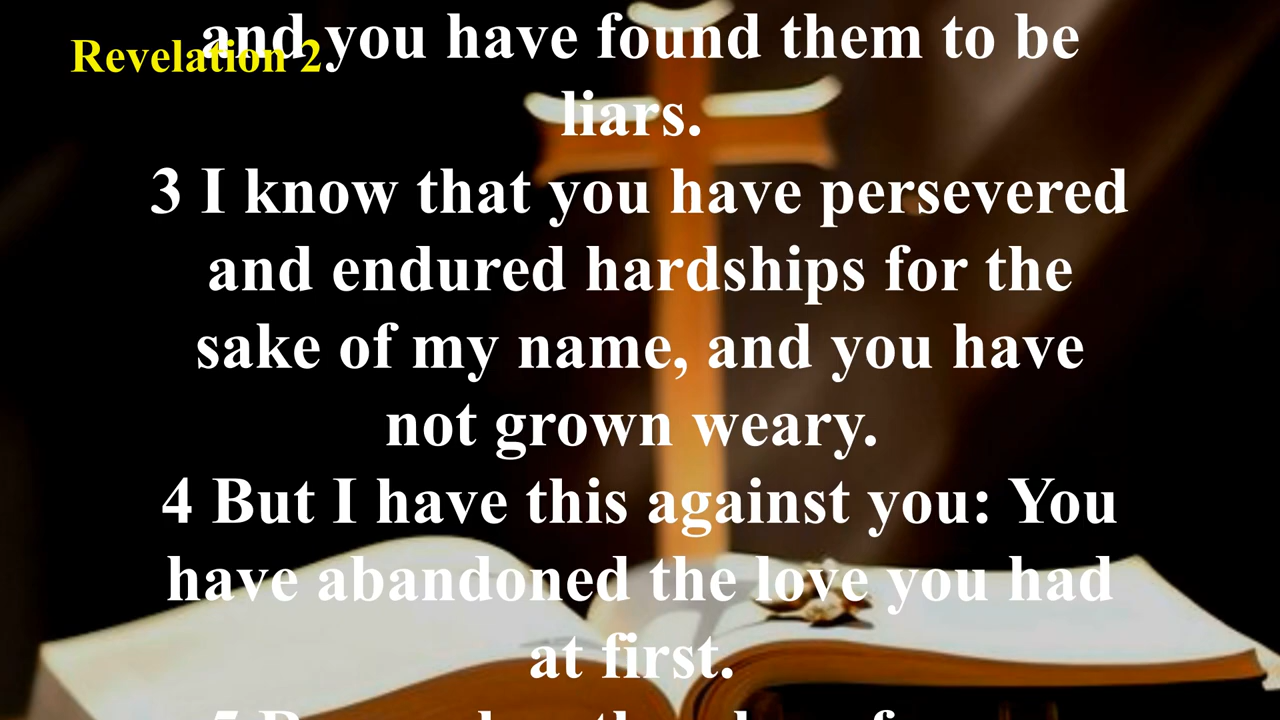 Revelation 2
and you have found them to be
liars.
3 I know that you have persevered
and endured hardships for the
sake of my name, and you have
not grown weary.
4 But I have this against you: You
have abandoned the love you had
at first.
5